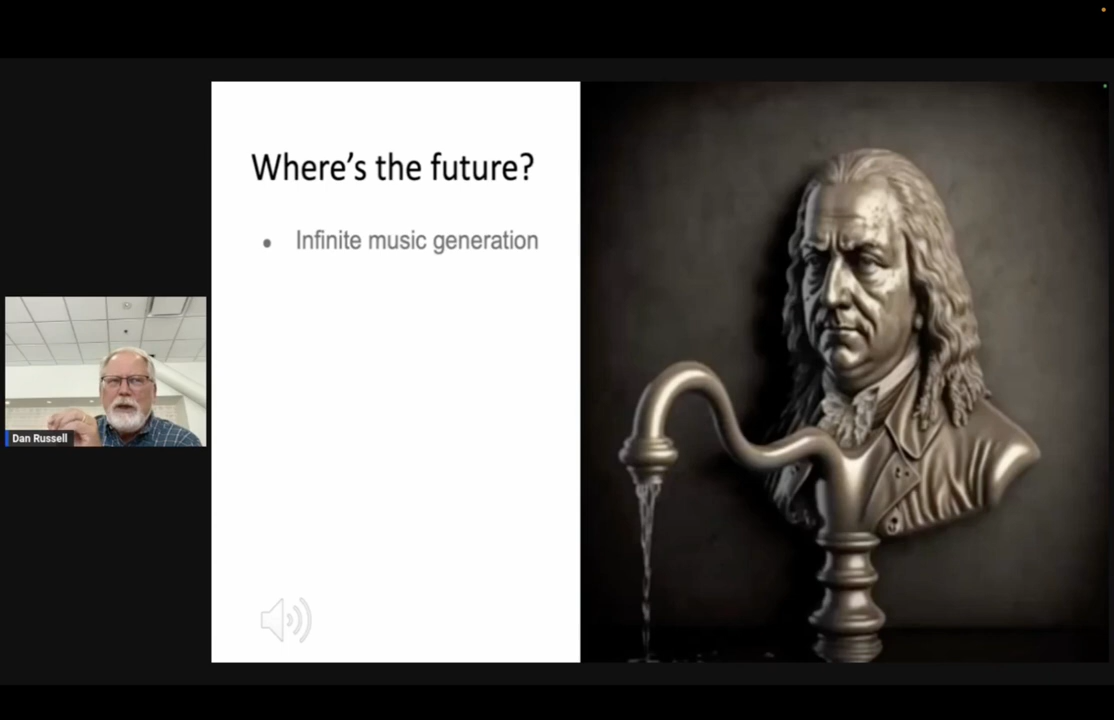 Where's the future?
• Infinite music generation
Dan Russell